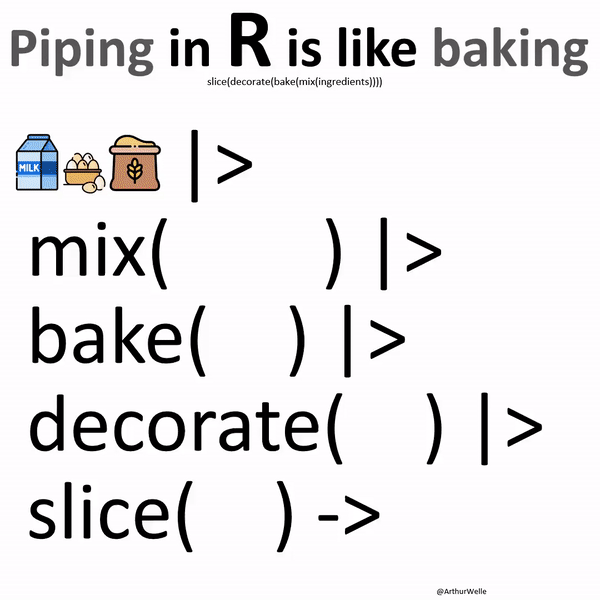 Piping in R is like baking
slice(decorate(bake(mix(ingredients))))
MILK |>
mix( ) |>
bake( ) |>
decorate( ) |>
slice( ) ->
@ArthurWelle